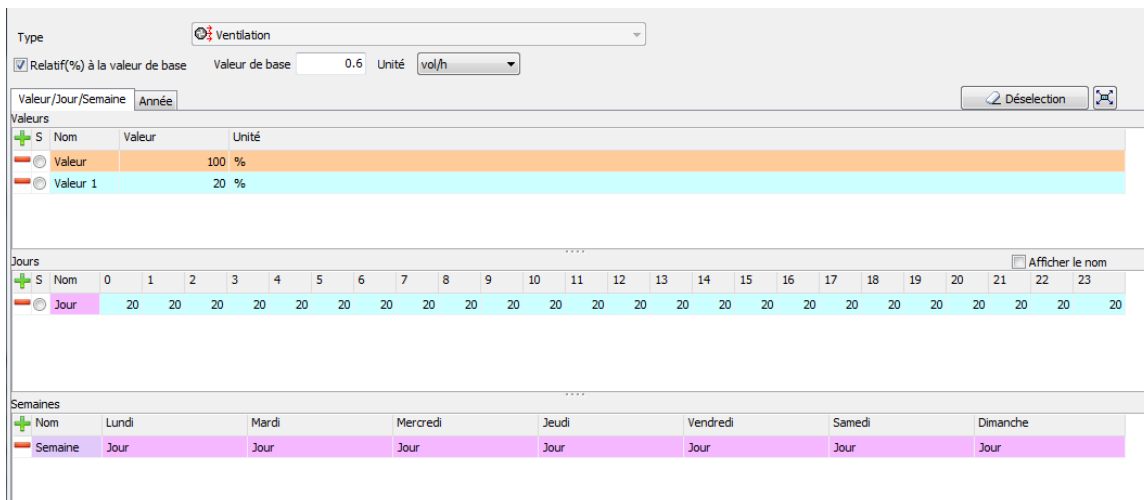 Type Ventilation
Relatif(%) à la valeur de base Valeur de base 0.6 Unité vol/h
Valeur/Jour/Semaine Année Déselection
Valeurs
S Nom Valeur Unité
Valeur 100 %
Valeur 1 20 %
Jours Afficher le nom
S Nom 0 1 2 3 4 5 6 7 8 9 10 11 12 13 14 15 16 17 18 19 20 21 22 23
Jour 20 20 20 20 20 20 20 20 20 20 20 20 20 20 20 20 20 20 20 20 20 20 20 20
Semaines
Nom Lundi Mardi Mercredi Jeudi Vendredi Samedi Dimanche
Semaine Jour Jour Jour Jour Jour Jour Jour